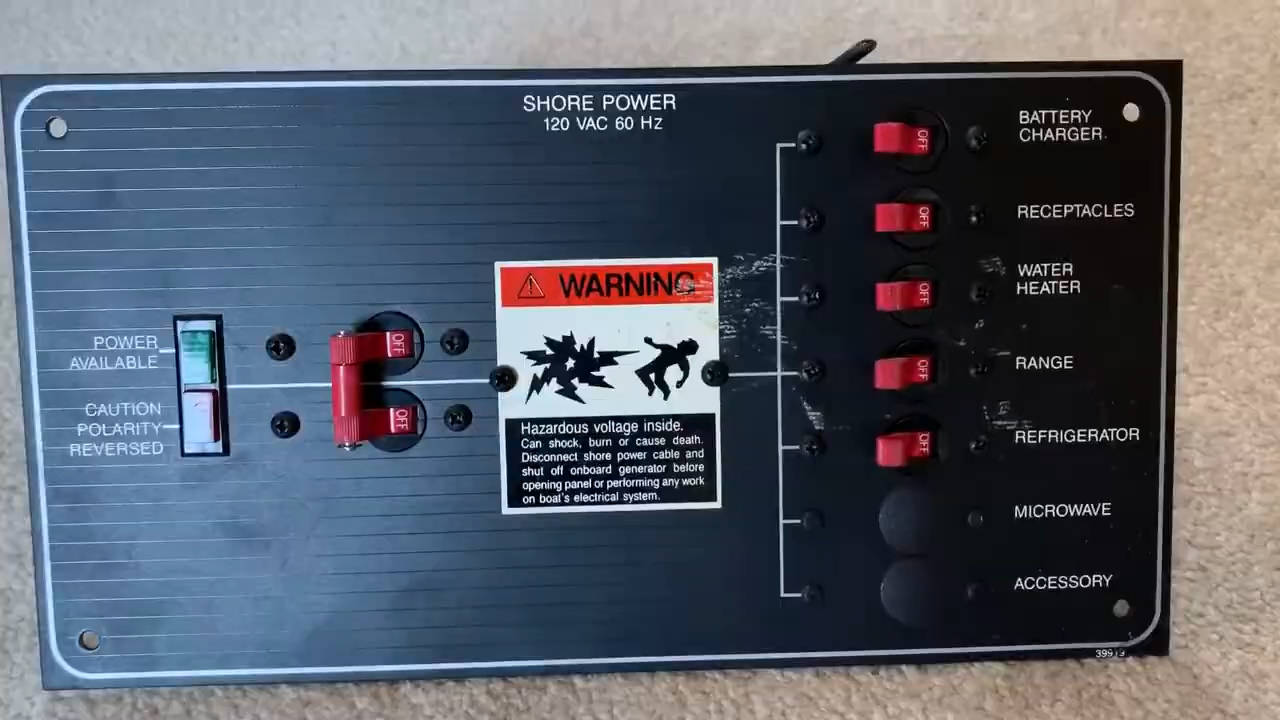 SHORE POWER
120 VAC 60 Hz
BATTERY
CHARGER
RECEPTACLES
WATER
HEATER
RANGE
REFRIGERATOR
MICROWAVE
ACCESSORY
OFF
OFF
OFF
OFF
OFF
POWER
AVAILABLE
CAUTION
POLARITY
REVERSED
OFF
OFF
WARNING
Hazardous voltage inside.
Can shock, burn or cause death.
Disconnect shore power cable and
shut off onboard generator before
opening panel or performing any work
on boat's electrical system.